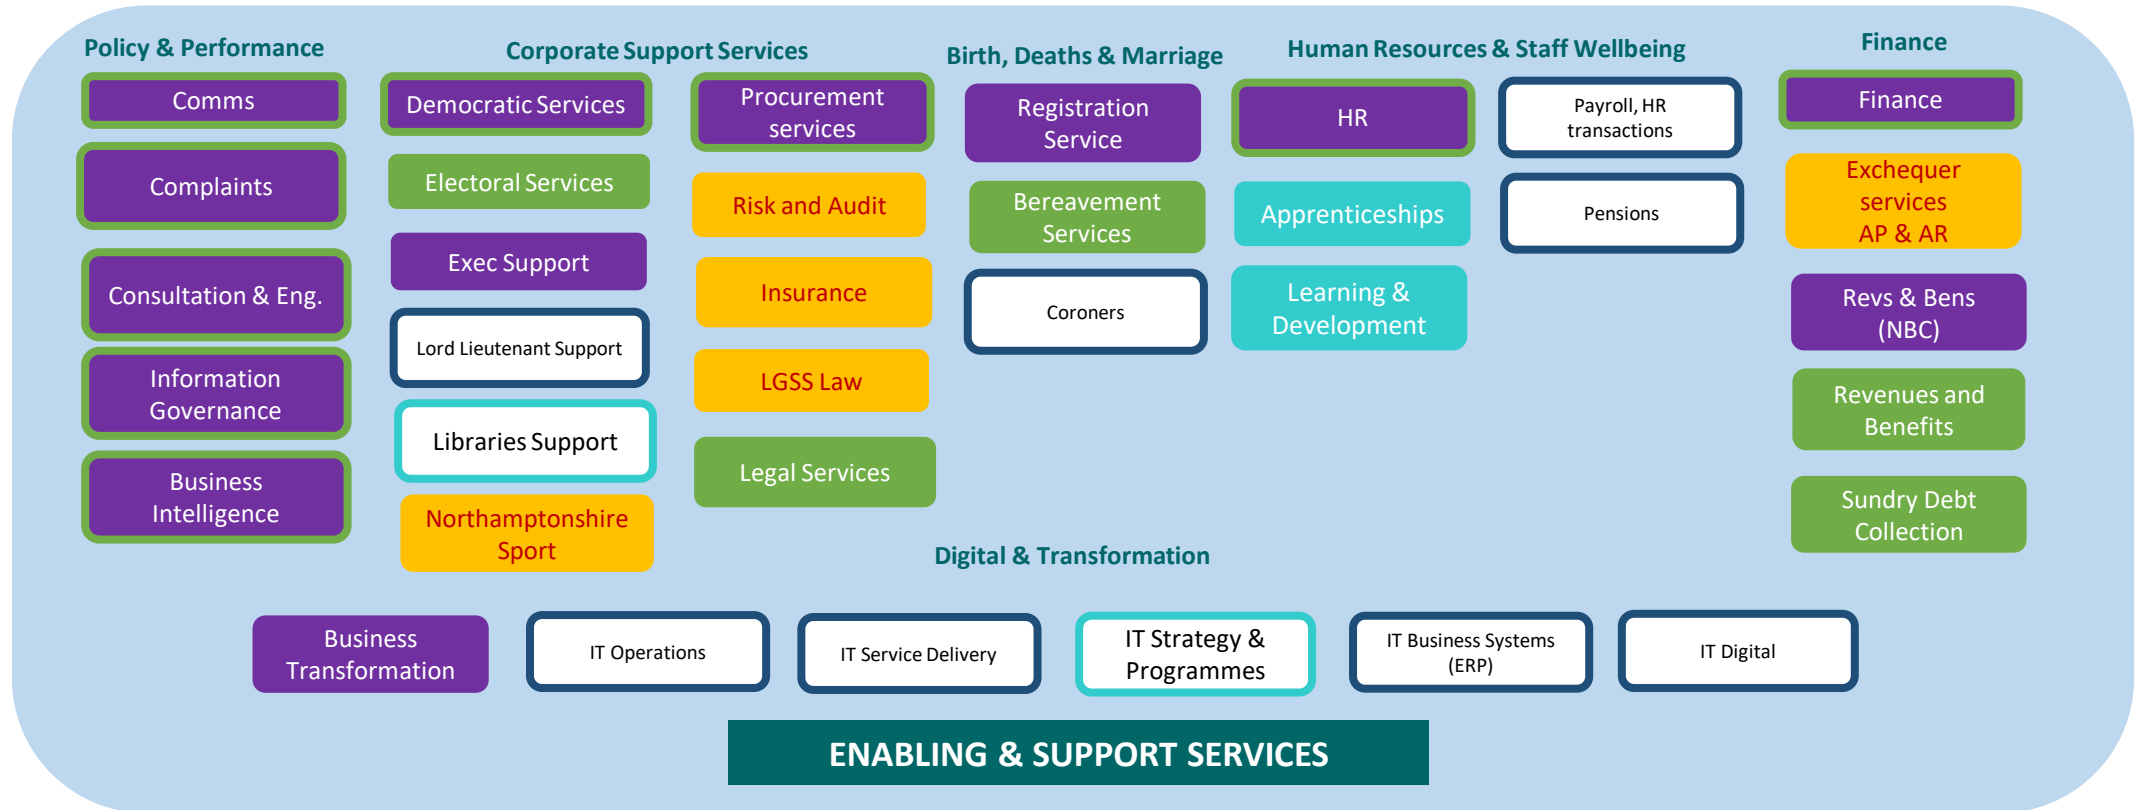 Policy & Performance
Comms
Complaints
Consultation & Eng.
Information
Governance
Business
Intelligence
Corporate Support Services
Democratic Services
Electoral Services
Exec Support
Lord Lieutenant Support
Libraries Support
Northamptonshire
Sport
Procurement
services
Risk and Audit
Insurance
LGSS Law
Legal Services
Birth, Deaths & Marriage
Registration
Service
Bereavement
Services
Coroners
Human Resources & Staff Wellbeing
HR
Apprenticeships
Learning &
Development
Payroll, HR
transactions
Pensions
Finance
Finance
Exchequer
services
AP & AR
Revs & Bens
(NBC)
Revenues and
Benefits
Sundry Debt
Collection
Digital & Transformation
Business
Transformation
IT Operations
IT Service Delivery
IT Strategy &
Programmes
IT Business Systems
(ERP)
IT Digital
ENABLING & SUPPORT SERVICES